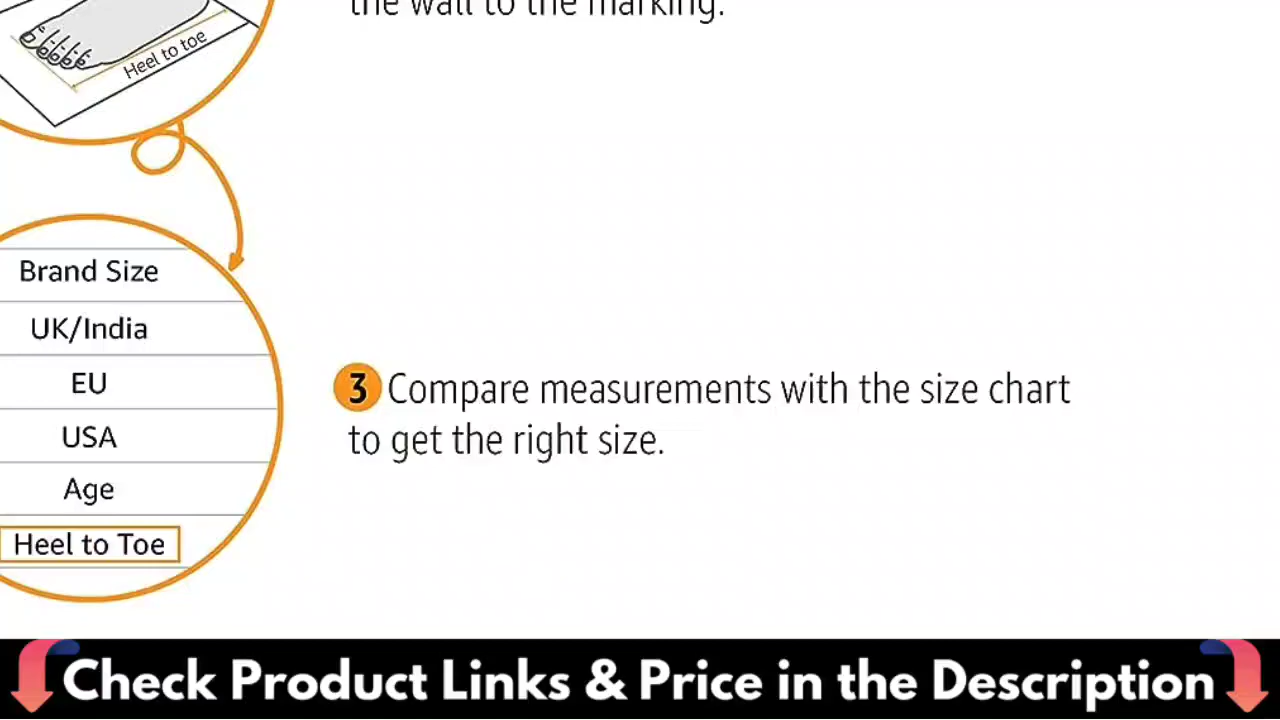 the wall to the marking.
Heel to toe
Brand Size
UK/India
EU
USA
Age
Heel to Toe
3 Compare measurements with the size chart
to get the right size.
Check Product Links & Price in the Description